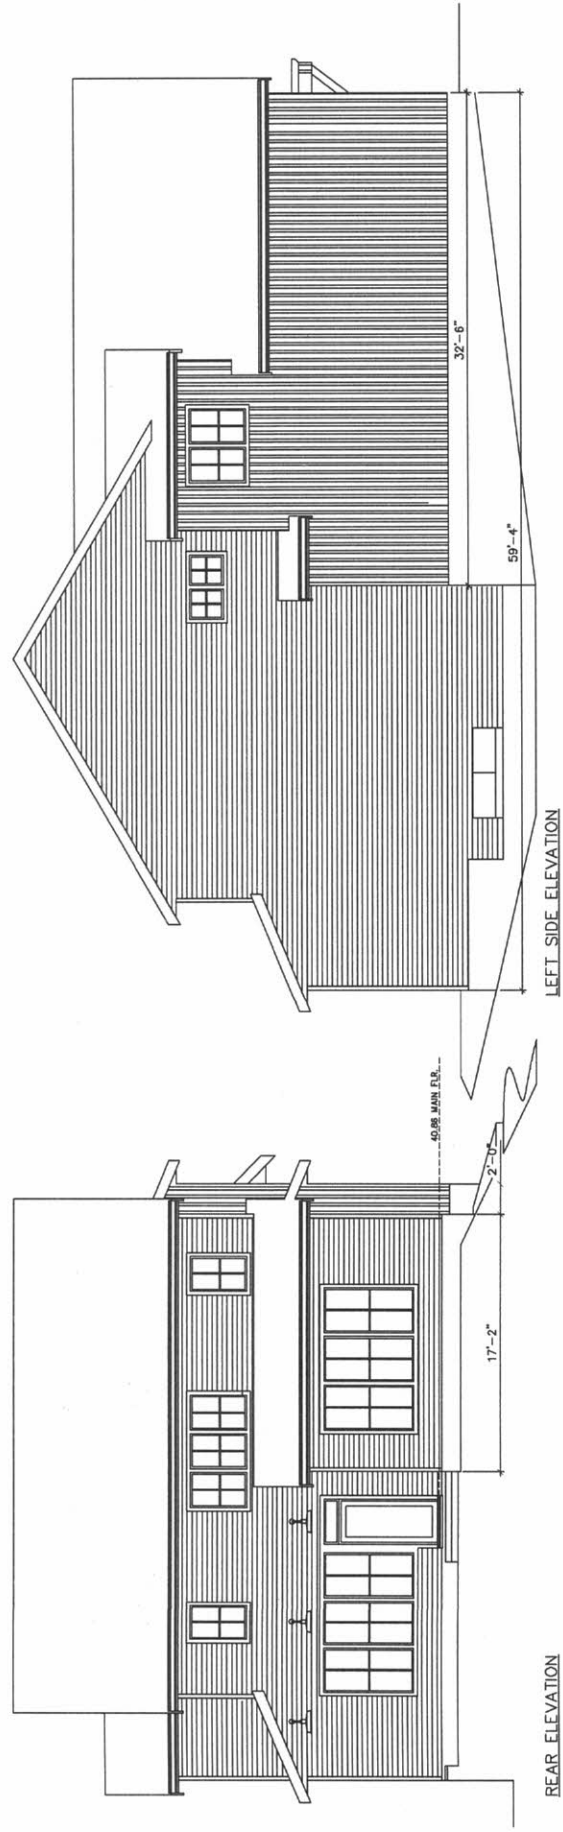 REAR ELEVATION
17'-2"
2'-0"
40.86 MAIN FLR.
LEFT SIDE ELEVATION
59'-4"
32'-6"